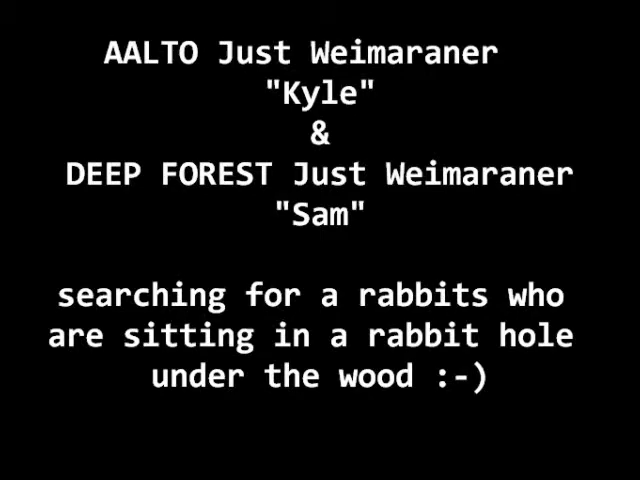 AALTO Just Weimaraner
"Kyle"
&
DEEP FOREST Just Weimaraner
"Sam"
searching for a rabbits who
are sitting in a rabbit hole
under the wood :-)